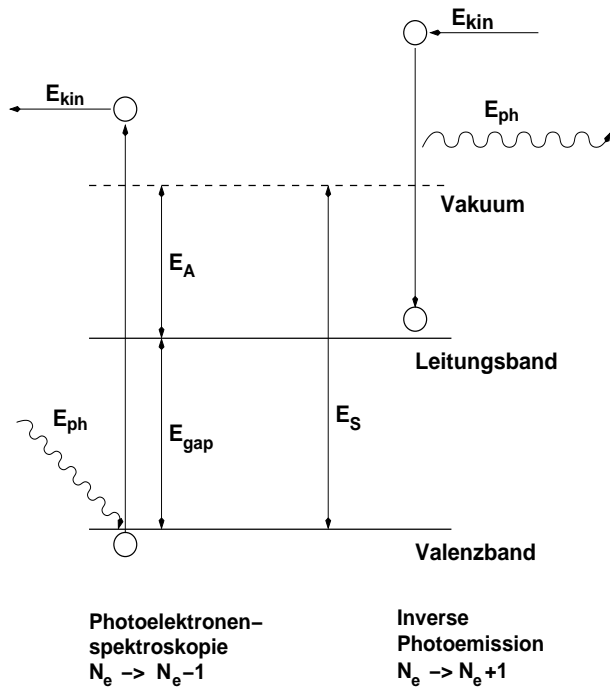 E_kin
E_kin
E_ph
Vakuum
E_A
Leitungsband
E_ph
E_gap
E_S
Valenzband
Photoelektronen-
spektroskopie
N_e -> N_e-1
Inverse
Photoemission
N_e -> N_e+1